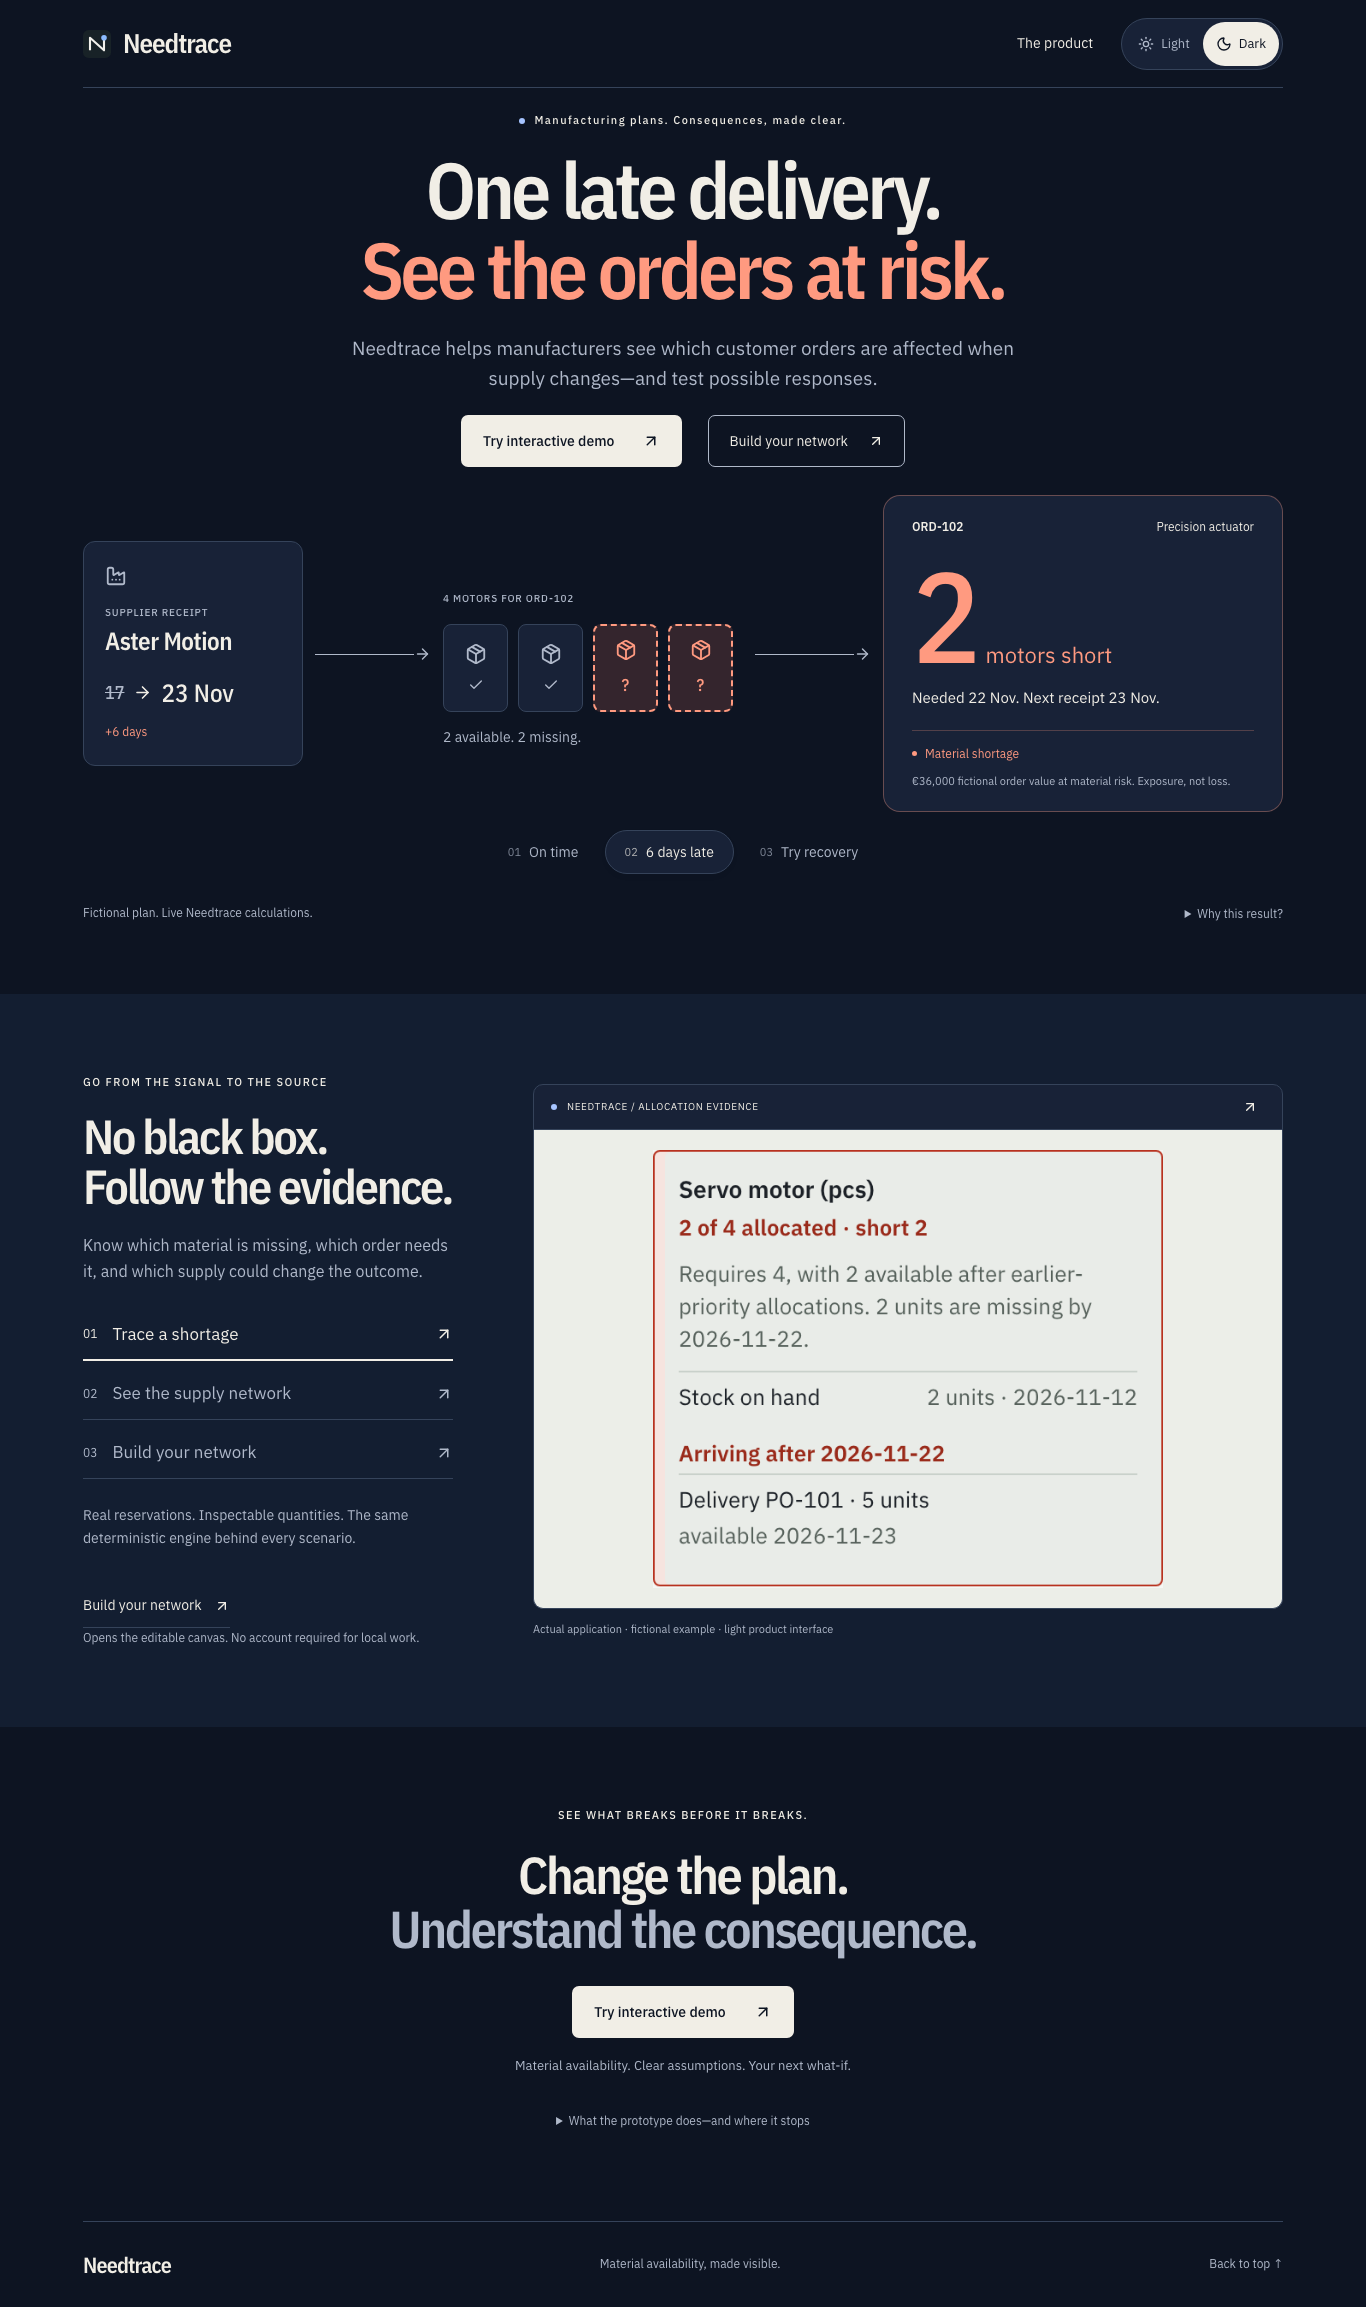 Needtrace
The product
Light
Dark
Manufacturing plans. Consequences, made clear.
One late delivery.
See the orders at risk.
Needtrace helps manufacturers see which customer orders are affected when
supply changes—and test possible responses.
Try interactive demo
Build your network
SUPPLIER RECEIPT
Aster Motion
17 → 23 Nov
+6 days
4 MOTORS FOR ORD-102
? ?
2 available. 2 missing.
ORD-102
Precision actuator
2 motors short
Needed 22 Nov. Next receipt 23 Nov.
Material shortage
€36,000 fictional order value at material risk. Exposure, not loss.
01 On time
02 6 days late
03 Try recovery
Fictional plan. Live Needtrace calculations.
▶ Why this result?
GO FROM THE SIGNAL TO THE SOURCE
No black box.
Follow the evidence.
Know which material is missing, which order needs
it, and which supply could change the outcome.
01 Trace a shortage
02 See the supply network
03 Build your network
Real reservations. Inspectable quantities. The same
deterministic engine behind every scenario.
Build your network
Opens the editable canvas. No account required for local work.
NEEDTRACE / ALLOCATION EVIDENCE
Servo motor (pcs)
2 of 4 allocated · short 2
Requires 4, with 2 available after earlier-
priority allocations. 2 units are missing by
2026-11-22.
Stock on hand 2 units · 2026-11-12
Arriving after 2026-11-22
Delivery PO-101 · 5 units
available 2026-11-23
Actual application · fictional example · light product interface
SEE WHAT BREAKS BEFORE IT BREAKS.
Change the plan.
Understand the consequence.
Try interactive demo
Material availability. Clear assumptions. Your next what-if.
▶ What the prototype does—and where it stops
Needtrace
Material availability, made visible.
Back to top ↑